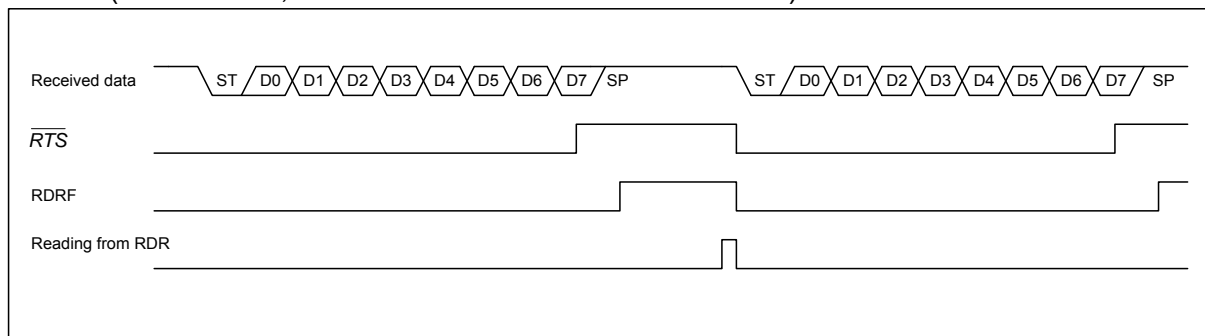 Received data ST D0 D1 D2 D3 D4 D5 D6 D7 SP ST D0 D1 D2 D3 D4 D5 D6 D7 SP
RTS
RDRF
Reading from RDR